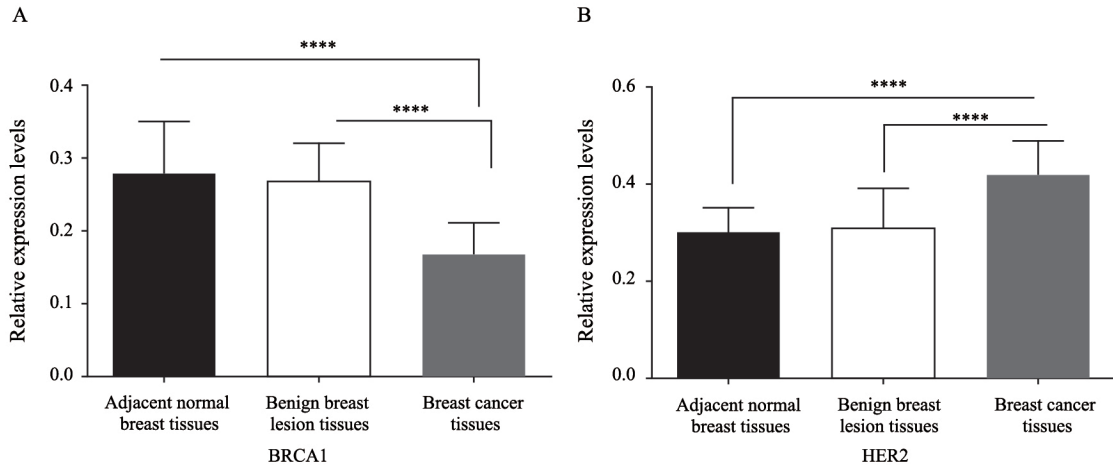 A
****
****
0.4
0.3
0.2
0.1
0.0
Relative expression levels
Adjacent normal
breast tissues
Benign breast
lesion tissues
Breast cancer
tissues
BRCA1
B
****
****
0.6
0.4
0.2
0.0
Relative expression levels
Adjacent normal
breast tissues
Benign breast
lesion tissues
Breast cancer
tissues
HER2